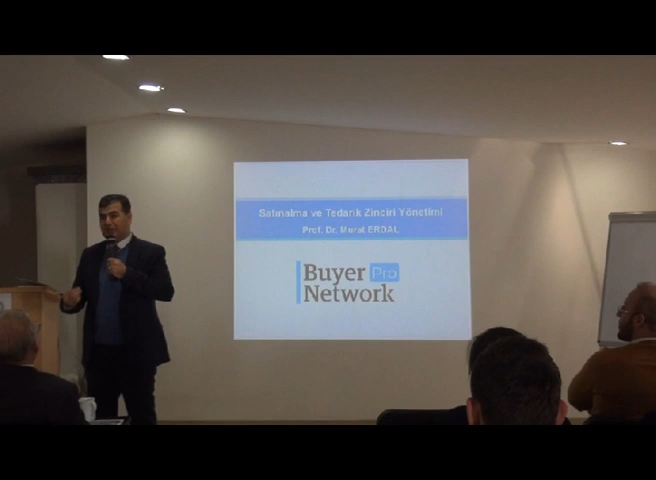 Satınalma ve Tedarik Zinciri Yönetimi
Prof. Dr. Murat ERDAL
Buyer Pro
Network